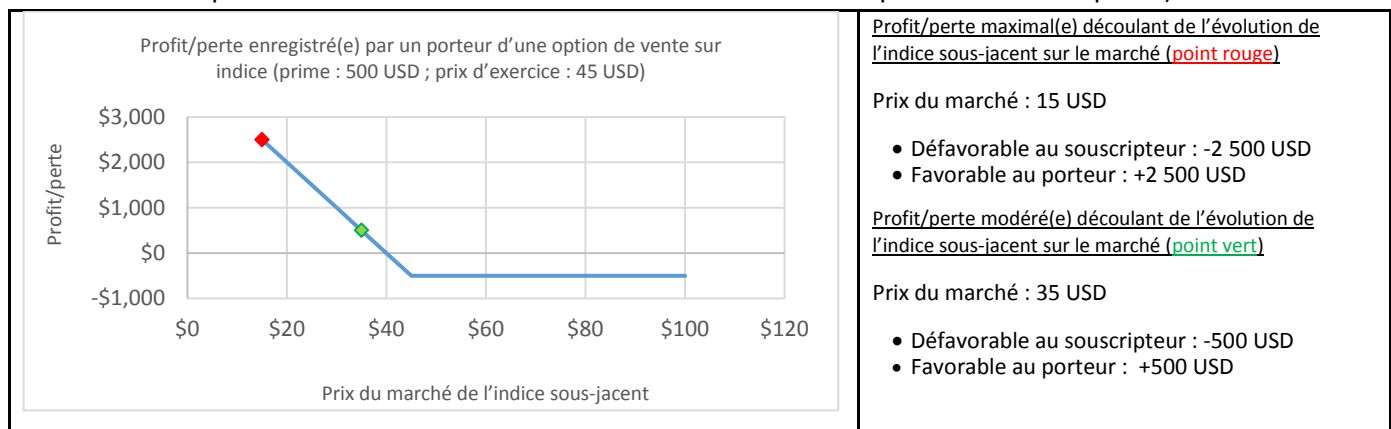 Profit/perte enregistré(e) par un porteur d'une option de vente sur
indice (prime : 500 USD ; prix d'exercice : 45 USD)
Profit/perte
$3,000
$2,000
$1,000
$0
-$1,000
$0
$20
$40
$60
$80
$100
$120
Prix du marché de l'indice sous-jacent
Profit/perte maximal(e) découlant de l'évolution de
l'indice sous-jacent sur le marché (point rouge)
Prix du marché : 15 USD
• Défavorable au souscripteur : -2 500 USD
• Favorable au porteur : +2 500 USD
Profit/perte modéré(e) découlant de l'évolution de
l'indice sous-jacent sur le marché (point vert)
Prix du marché : 35 USD
• Défavorable au souscripteur : -500 USD
• Favorable au porteur : +500 USD